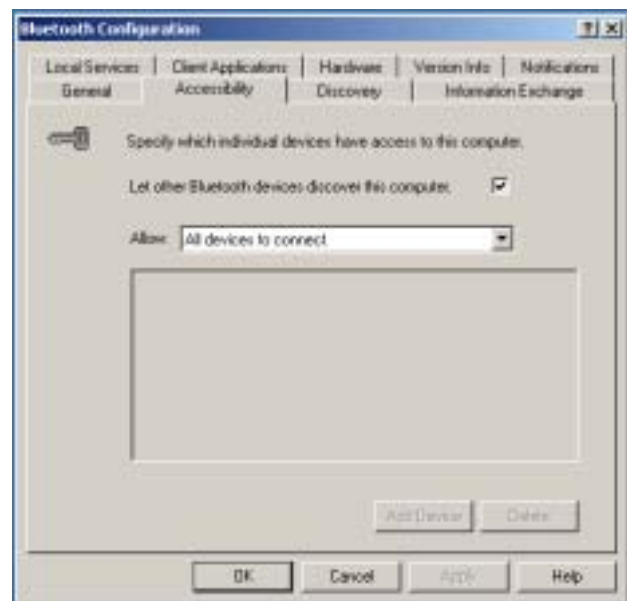 Bluetooth Configuration
Local Services Client Applications Hardware Version Info Notifications
General Accessibility Discovery Information Exchange
Specify which individual devices have access to this computer.
Let other Bluetooth devices discover this computer.
Allow: All devices to connect
Add Device Delete
OK Cancel Apply Help